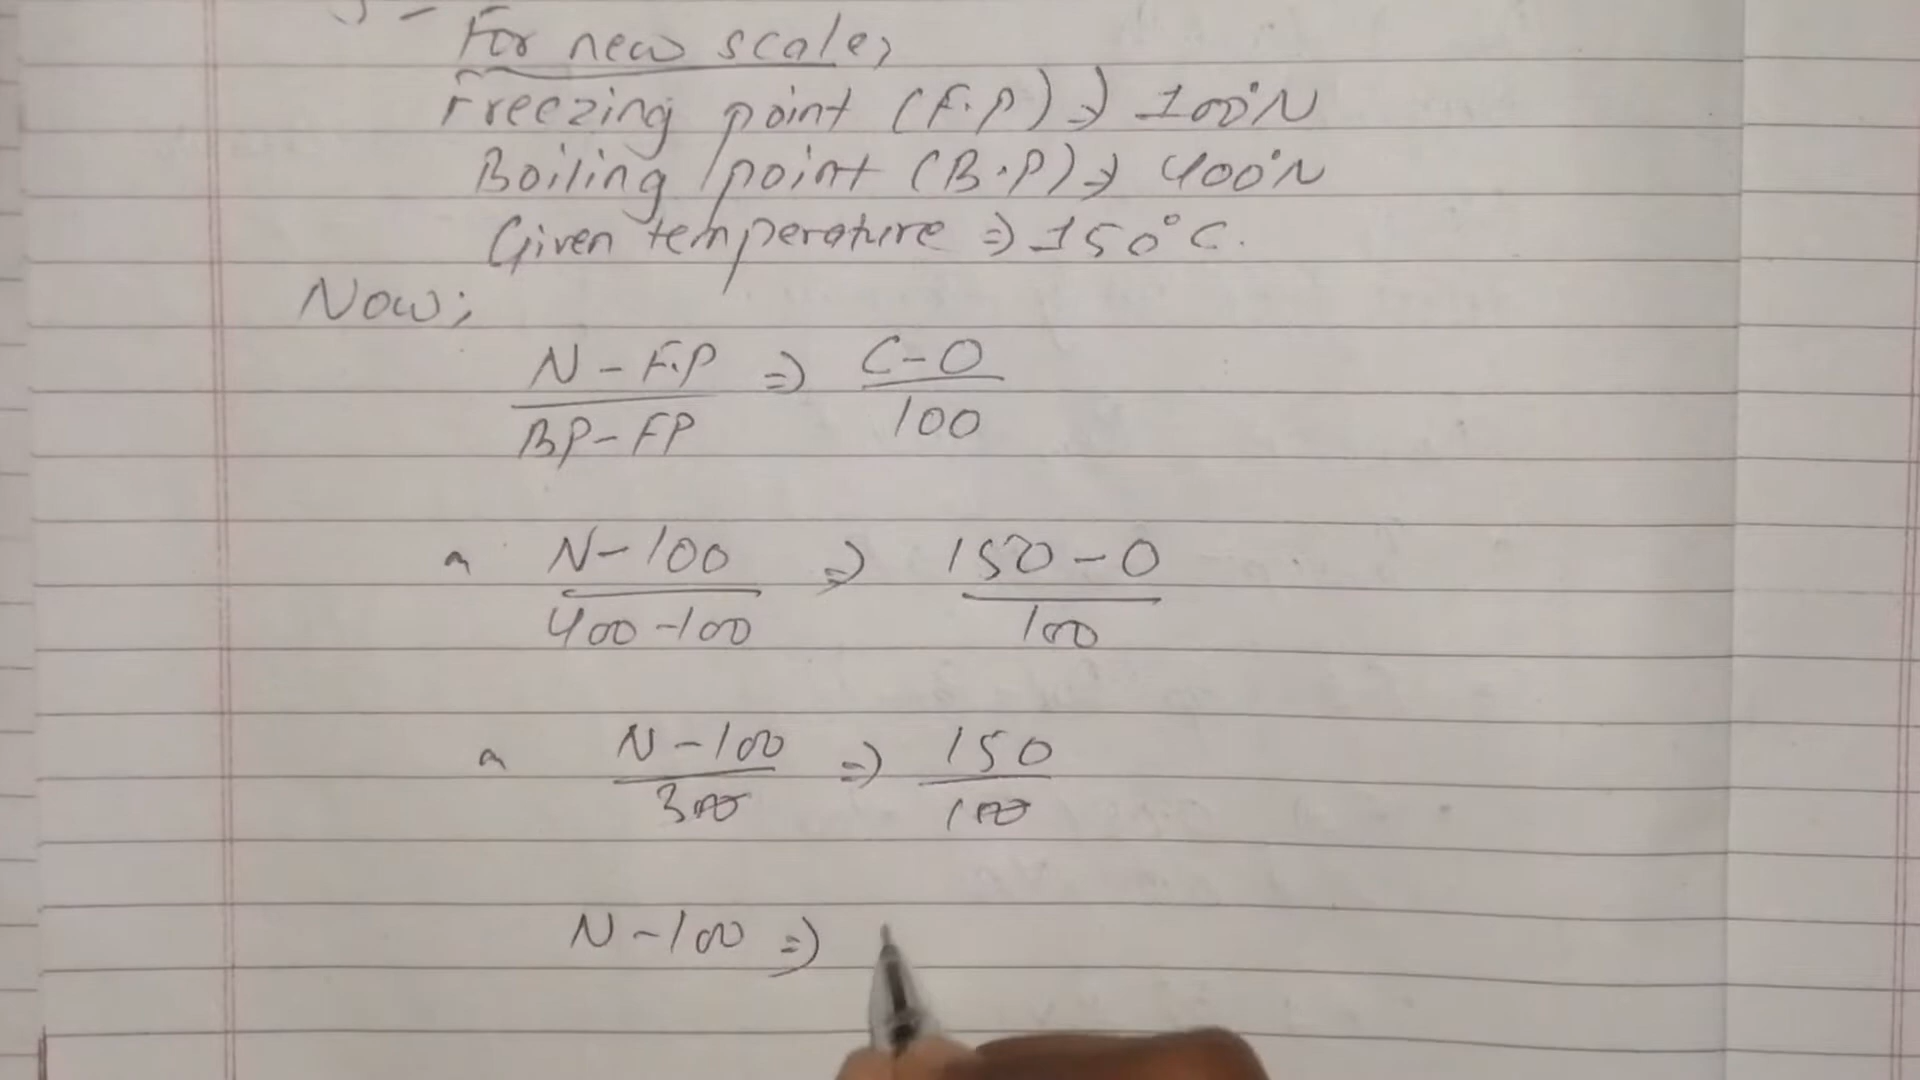 For new scale,
Freezing point (F.P) ⇒ 100°N
Boiling point (B.P) ⇒ 400°N
Given temperature ⇒ 150°C.
Now;
N - F.P ⇒ C - 0
BP - FP 100
N - 100 ⇒ 150 - 0
400 - 100 100
N - 100 ⇒ 150
300 100
N - 100 ⇒